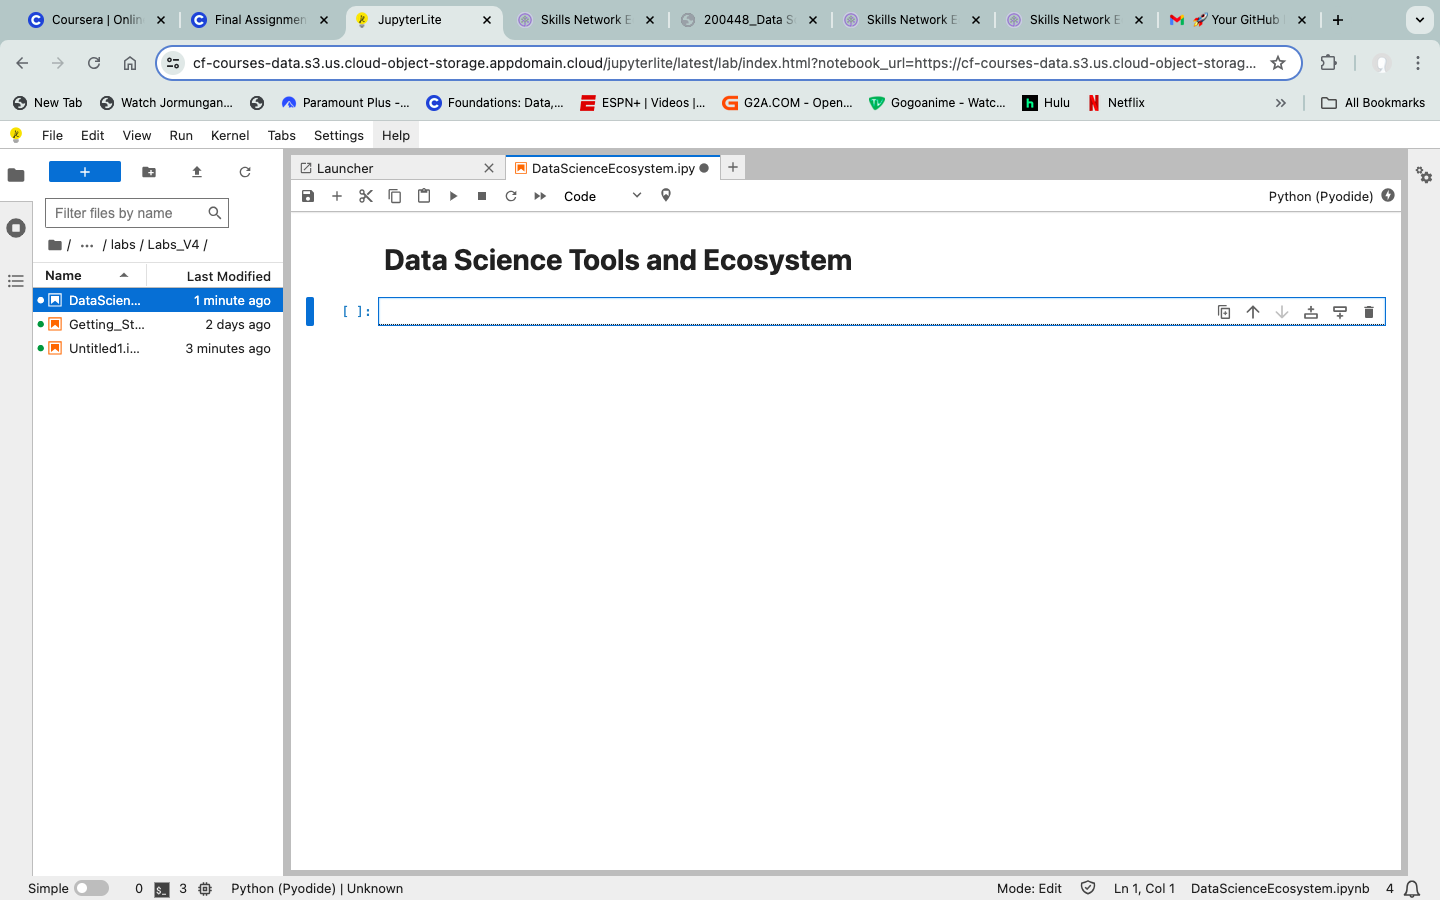 Coursera | Onlin
Final Assignmen
JupyterLite
Skills Network E
200448_Data S
Skills Network E
Skills Network E
🚀 Your GitHub
cf-courses-data.s3.us.cloud-object-storage.appdomain.cloud/jupyterlite/latest/lab/index.html?notebook_url=https://cf-courses-data.s3.us.cloud-object-storag...
New Tab
Watch Jormungan...
Paramount Plus -...
Foundations: Data,...
ESPN+ | Videos |...
G2A.COM - Open...
Gogoanime - Watc...
Hulu
Netflix
All Bookmarks
File Edit View Run Kernel Tabs Settings Help
Launcher
DataScienceEcosystem.ipy
Filter files by name
Code
Python (Pyodide)
/ ··· / labs / Labs_V4 /
Name Last Modified
DataScien... 1 minute ago
Getting_St... 2 days ago
Untitled1.i... 3 minutes ago
Data Science Tools and Ecosystem
[ ]:
Simple 0 $_ 3 Python (Pyodide) | Unknown
Mode: Edit Ln 1, Col 1 DataScienceEcosystem.ipynb 4